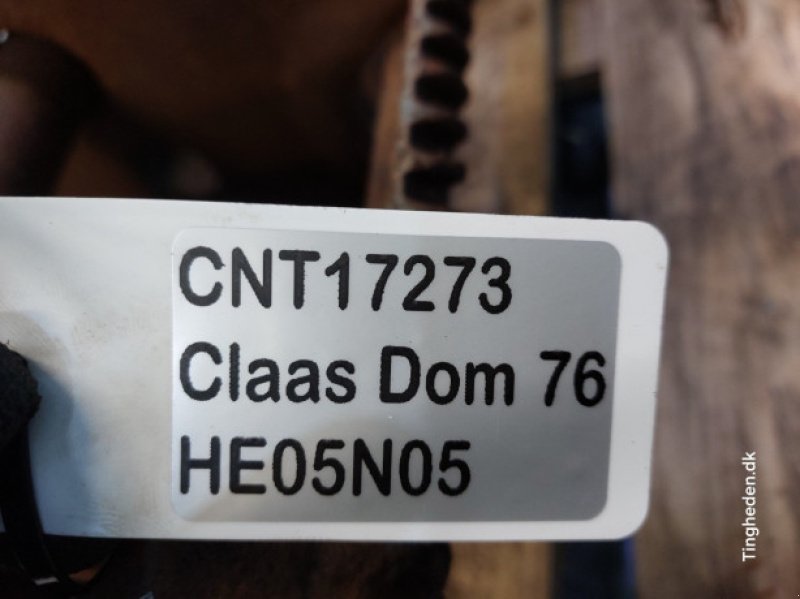 CNT17273
Claas Dom 76
HE05N05
Tingheden.dk